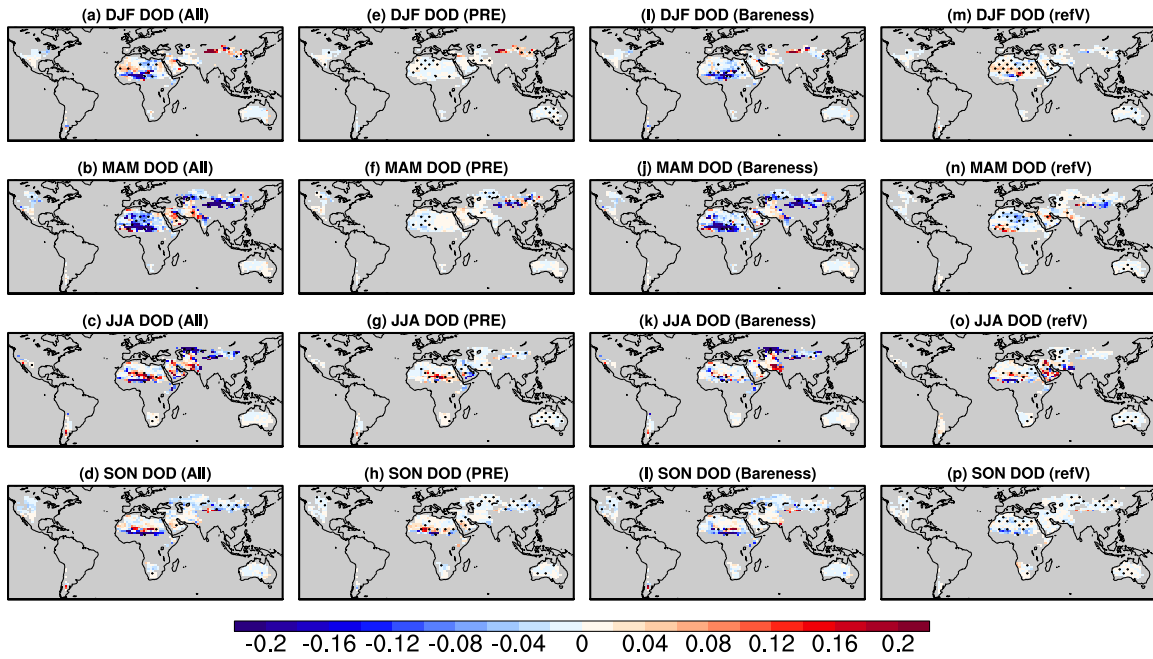 (a) DJF DOD (All) (e) DJF DOD (PRE) (l) DJF DOD (Bareness) (m) DJF DOD (refV)
(b) MAM DOD (All) (f) MAM DOD (PRE) (j) MAM DOD (Bareness) (n) MAM DOD (refV)
(c) JJA DOD (All) (g) JJA DOD (PRE) (k) JJA DOD (Bareness) (o) JJA DOD (refV)
(d) SON DOD (All) (h) SON DOD (PRE) (l) SON DOD (Bareness) (p) SON DOD (refV)
-0.2 -0.16 -0.12 -0.08 -0.04 0 0.04 0.08 0.12 0.16 0.2